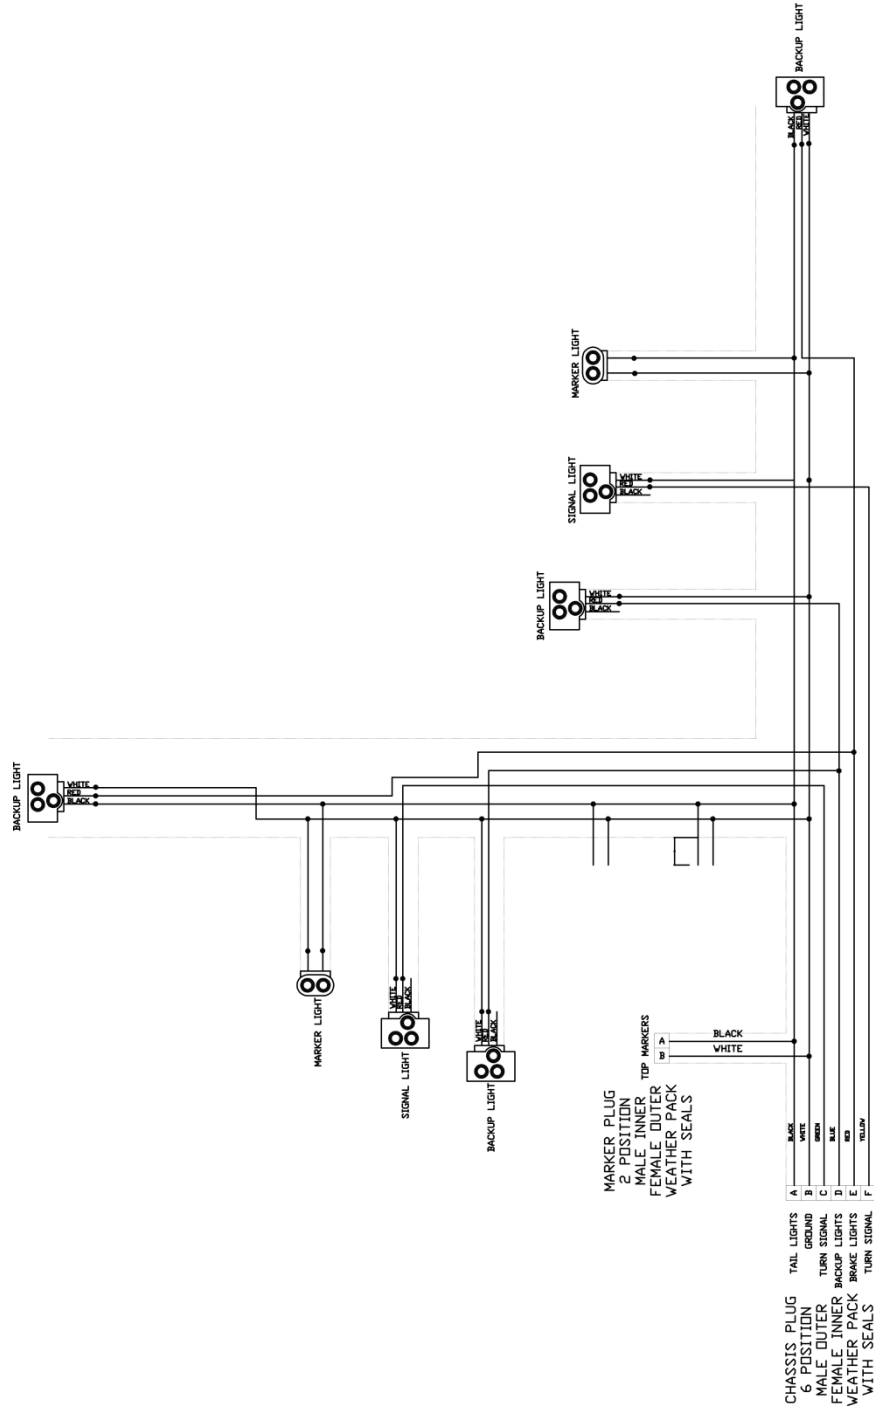 BACKUP LIGHT
BLACK
RED
WHITE
MARKER LIGHT
SIGNAL LIGHT
WHITE
RED
BLACK
BACKUP LIGHT
WHITE
RED
BLACK
BACKUP LIGHT
WHITE
RED
BLACK
MARKER LIGHT
SIGNAL LIGHT
WHITE
RED
BLACK
BACKUP LIGHT
WHITE
RED
BLACK
TOP MARKERS
A
B
BLACK
WHITE
MARKER PLUG
2 POSITION
MALE INNER
FEMALE OUTER
WEATHER PACK
WITH SEALS
BLACK
WHITE
GREEN
BLUE
RED
YELLOW
A
B
C
D
E
F
TAIL LIGHTS
GROUND
TURN SIGNAL
BACKUP LIGHTS
BRAKE LIGHTS
TURN SIGNAL
CHASSIS PLUG
6 POSITION
MALE OUTER
FEMALE INNER
WEATHER PACK
WITH SEALS